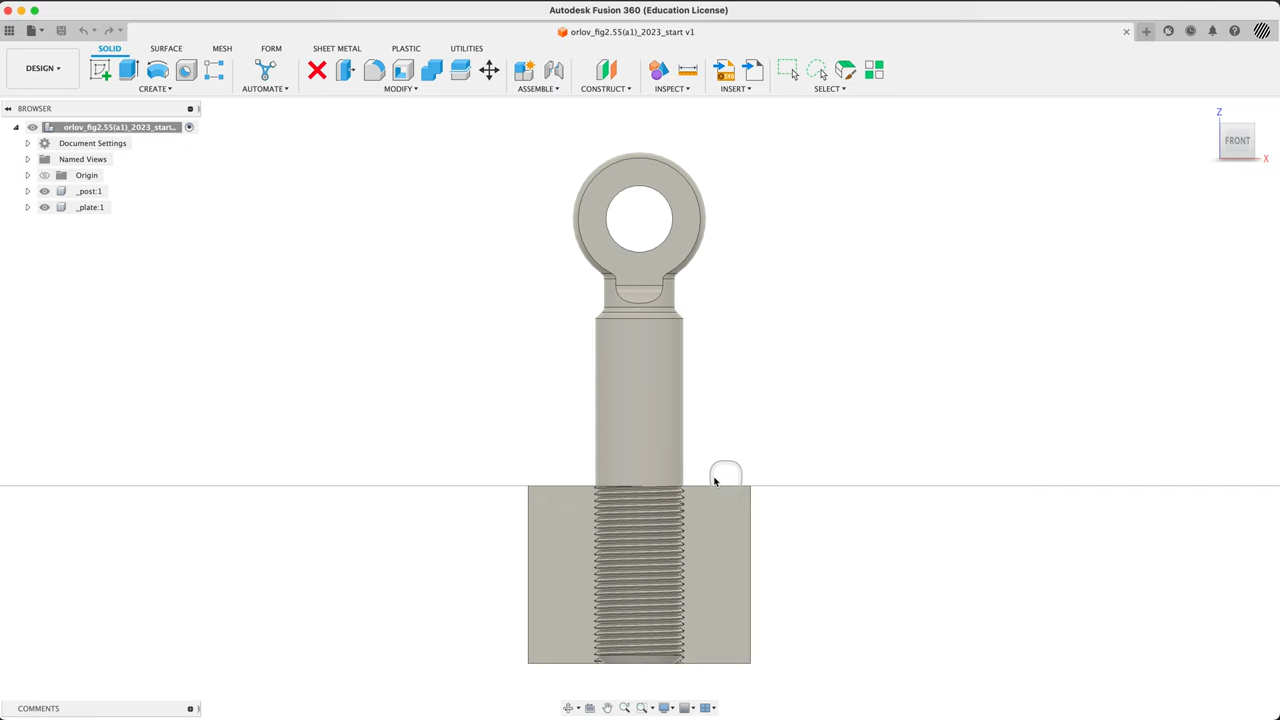 Autodesk Fusion 360 (Education License)
orlov_fig2.55(a1)_2023_start v1
SOLID SURFACE MESH FORM SHEET METAL PLASTIC UTILITIES
DESIGN
CREATE AUTOMATE MODIFY ASSEMBLE CONSTRUCT INSPECT INSERT SELECT
BROWSER
orlov_fig2.55(a1)_2023_start...
Document Settings
Named Views
Origin
_post:1
_plate:1
Z
FRONT
X
COMMENTS